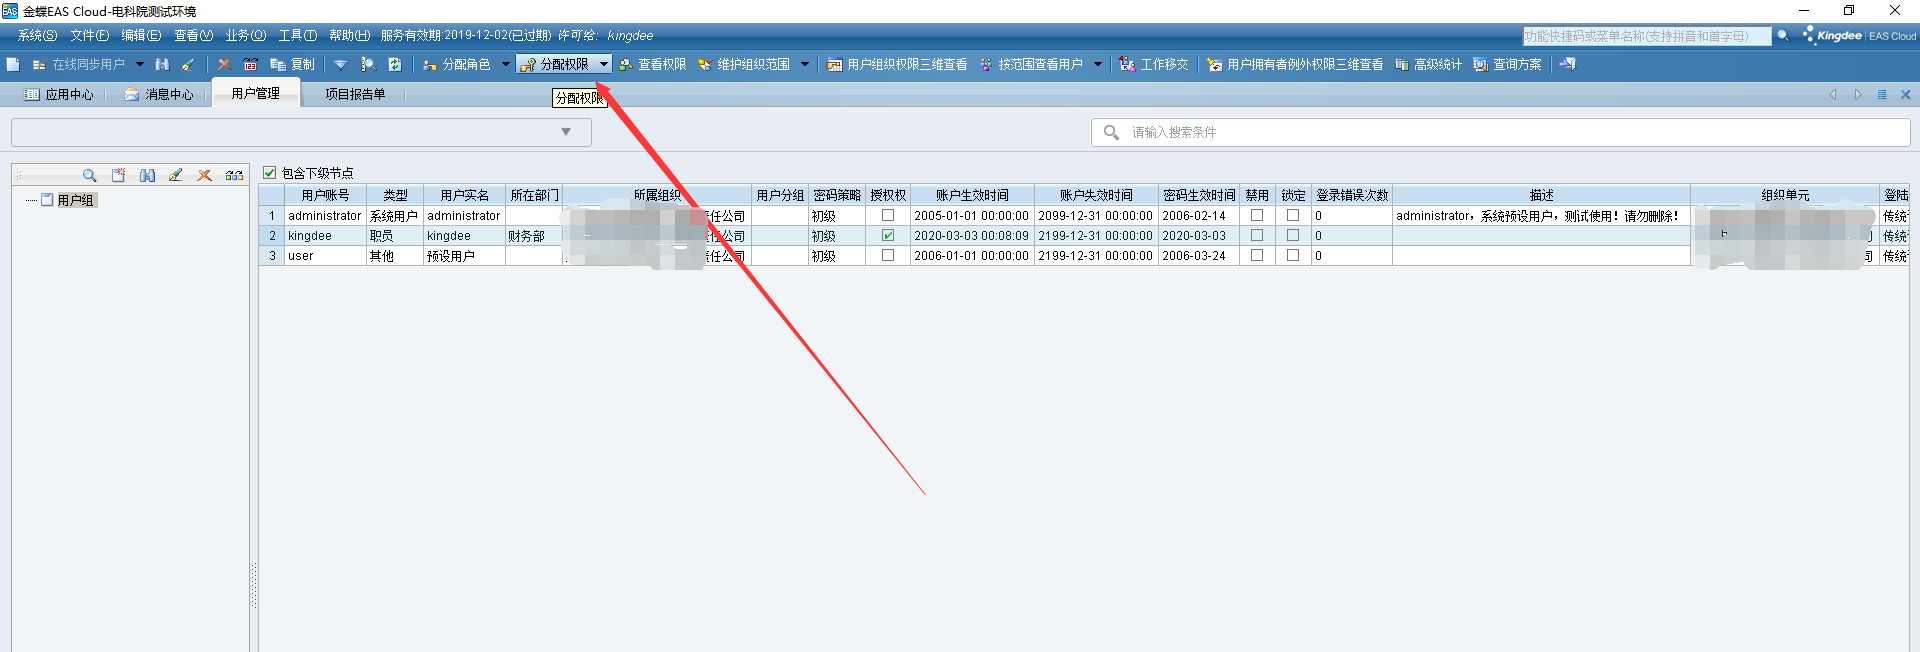 金蝶EAS Cloud-电科院测试环境
系统(S) 文件(F) 编辑(E) 查看(V) 业务(O) 工具(T) 帮助(H) 服务有效期:2019-12-02(已过期) 许可给: kingdee 功能快捷码或菜单名称(支持拼音和首字母) Kingdee EAS Cloud
在线同步用户 复制 分配角色 分配权限 查看权限 维护组织范围 用户组织权限三维查看 按范围查看用户 工作移交 用户拥有者例外权限三维查看 高级统计 查询方案
应用中心 消息中心 用户管理 项目报告单
分配权限
请输入搜索条件
包含下级节点
用户组
用户账号 类型 用户实名 所在部门 所属组织 用户分组 密码策略 授权权 账户生效时间 账户失效时间 密码生效时间 禁用 锁定 登录错误次数 描述 组织单元 登陆
1 administrator 系统用户 administrator 责任公司 初级 2005-01-01 00:00:00 2099-12-31 00:00:00 2006-02-14 0 administrator，系统预设用户，测试使用！请勿删除！ 传统
2 kingdee 职员 kingdee 财务部 责任公司 初级 2020-03-03 00:08:09 2199-12-31 00:00:00 2020-03-03 0 司 传统
3 user 其他 预设用户 责任公司 初级 2006-01-01 00:00:00 2199-12-31 00:00:00 2006-03-24 0 司 传统